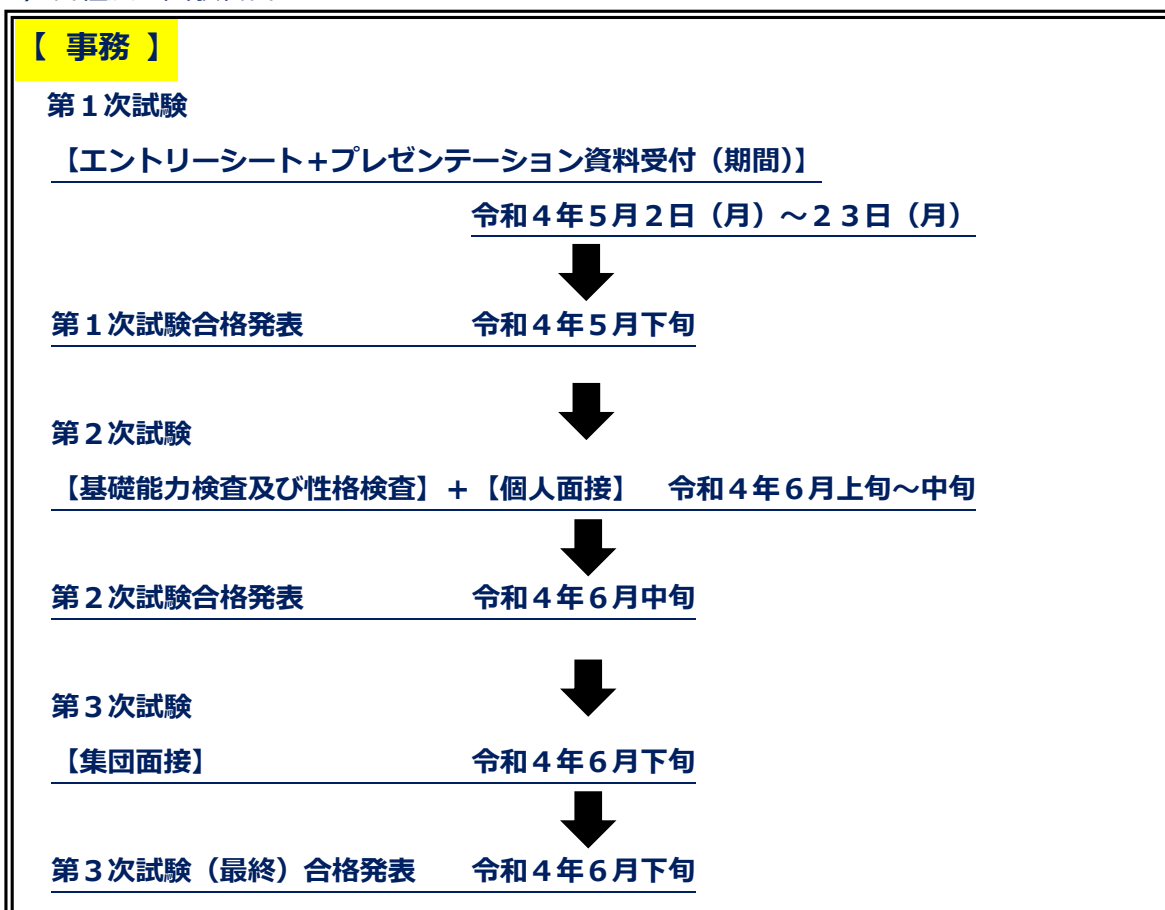 【 事務 】
第１次試験
【エントリーシート＋プレゼンテーション資料受付（期間）】
令和４年５月２日（月）～２３日（月）
第１次試験合格発表　令和４年５月下旬
第２次試験
【基礎能力検査及び性格検査】＋【個人面接】　令和４年６月上旬～中旬
第２次試験合格発表　令和４年６月中旬
第３次試験
【集団面接】　令和４年６月下旬
第３次試験（最終）合格発表　令和４年６月下旬